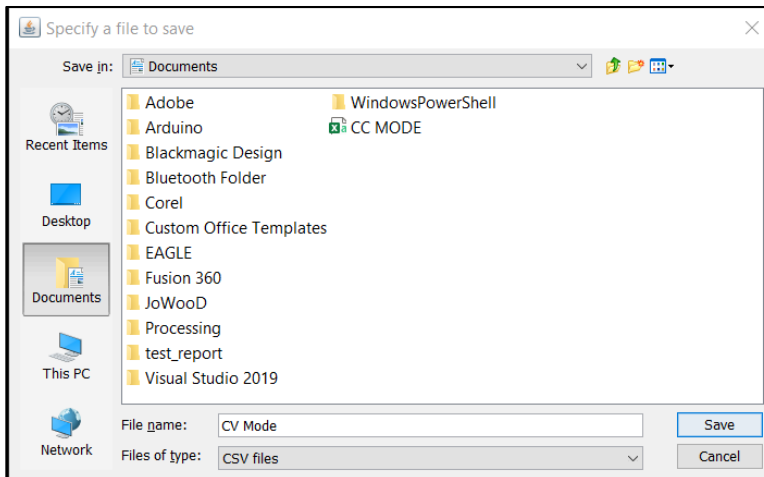 Specify a file to save
Save in: Documents
Recent Items
Desktop
Documents
This PC
Network
Adobe
Arduino
Blackmagic Design
Bluetooth Folder
Corel
Custom Office Templates
EAGLE
Fusion 360
JoWooD
Processing
test_report
Visual Studio 2019
WindowsPowerShell
CC MODE
File name: CV Mode
Save
Files of type: CSV files
Cancel